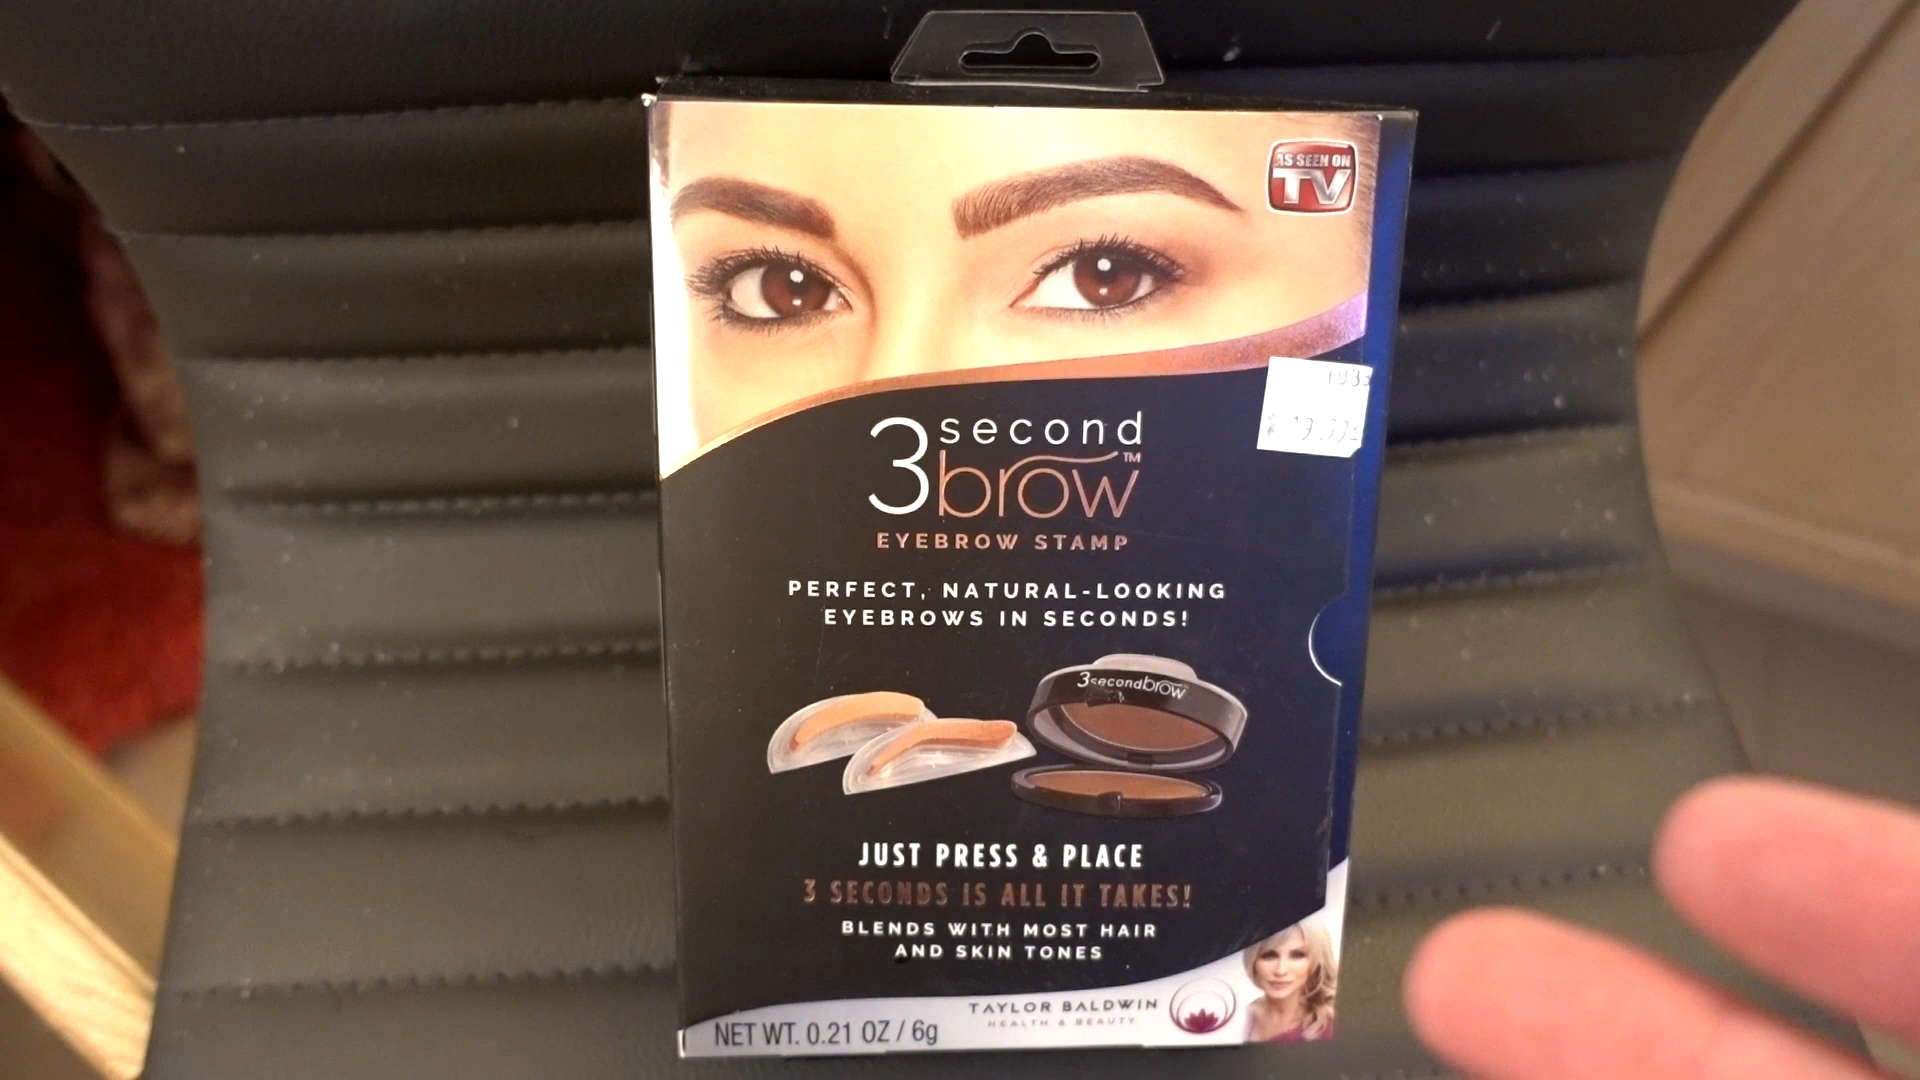 AS SEEN ON
TV
3 second
brow™
EYEBROW STAMP
PERFECT, NATURAL-LOOKING
EYEBROWS IN SECONDS!
3secondbrow
JUST PRESS & PLACE
3 SECONDS IS ALL IT TAKES!
BLENDS WITH MOST HAIR
AND SKIN TONES
TAYLOR BALDWIN
HEALTH & BEAUTY
NET WT. 0.21 OZ / 6g